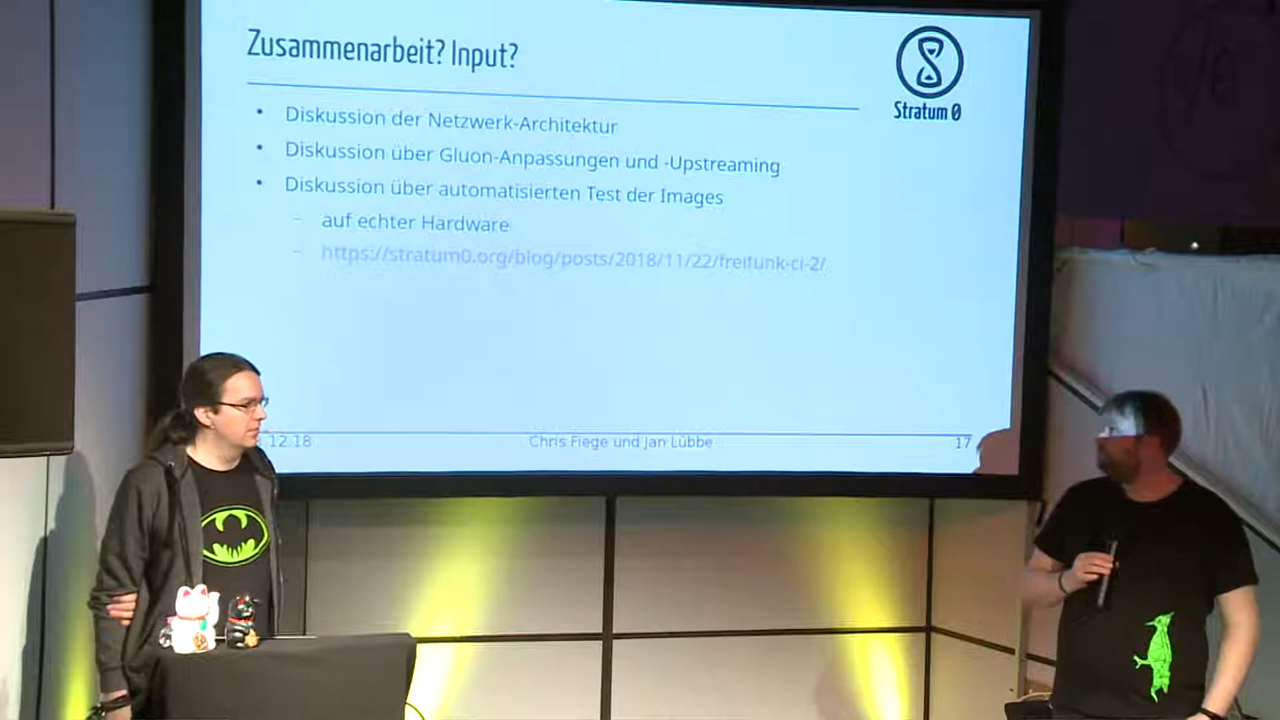 Zusammenarbeit? Input?
Stratum 0
• Diskussion der Netzwerk-Architektur
• Diskussion über Gluon-Anpassungen und -Upstreaming
• Diskussion über automatisierten Test der Images
– auf echter Hardware
– https://stratum0.org/blog/posts/2018/11/22/freifunk-ci-2/
12.18
Chris Fiege und Jan Lübbe
17